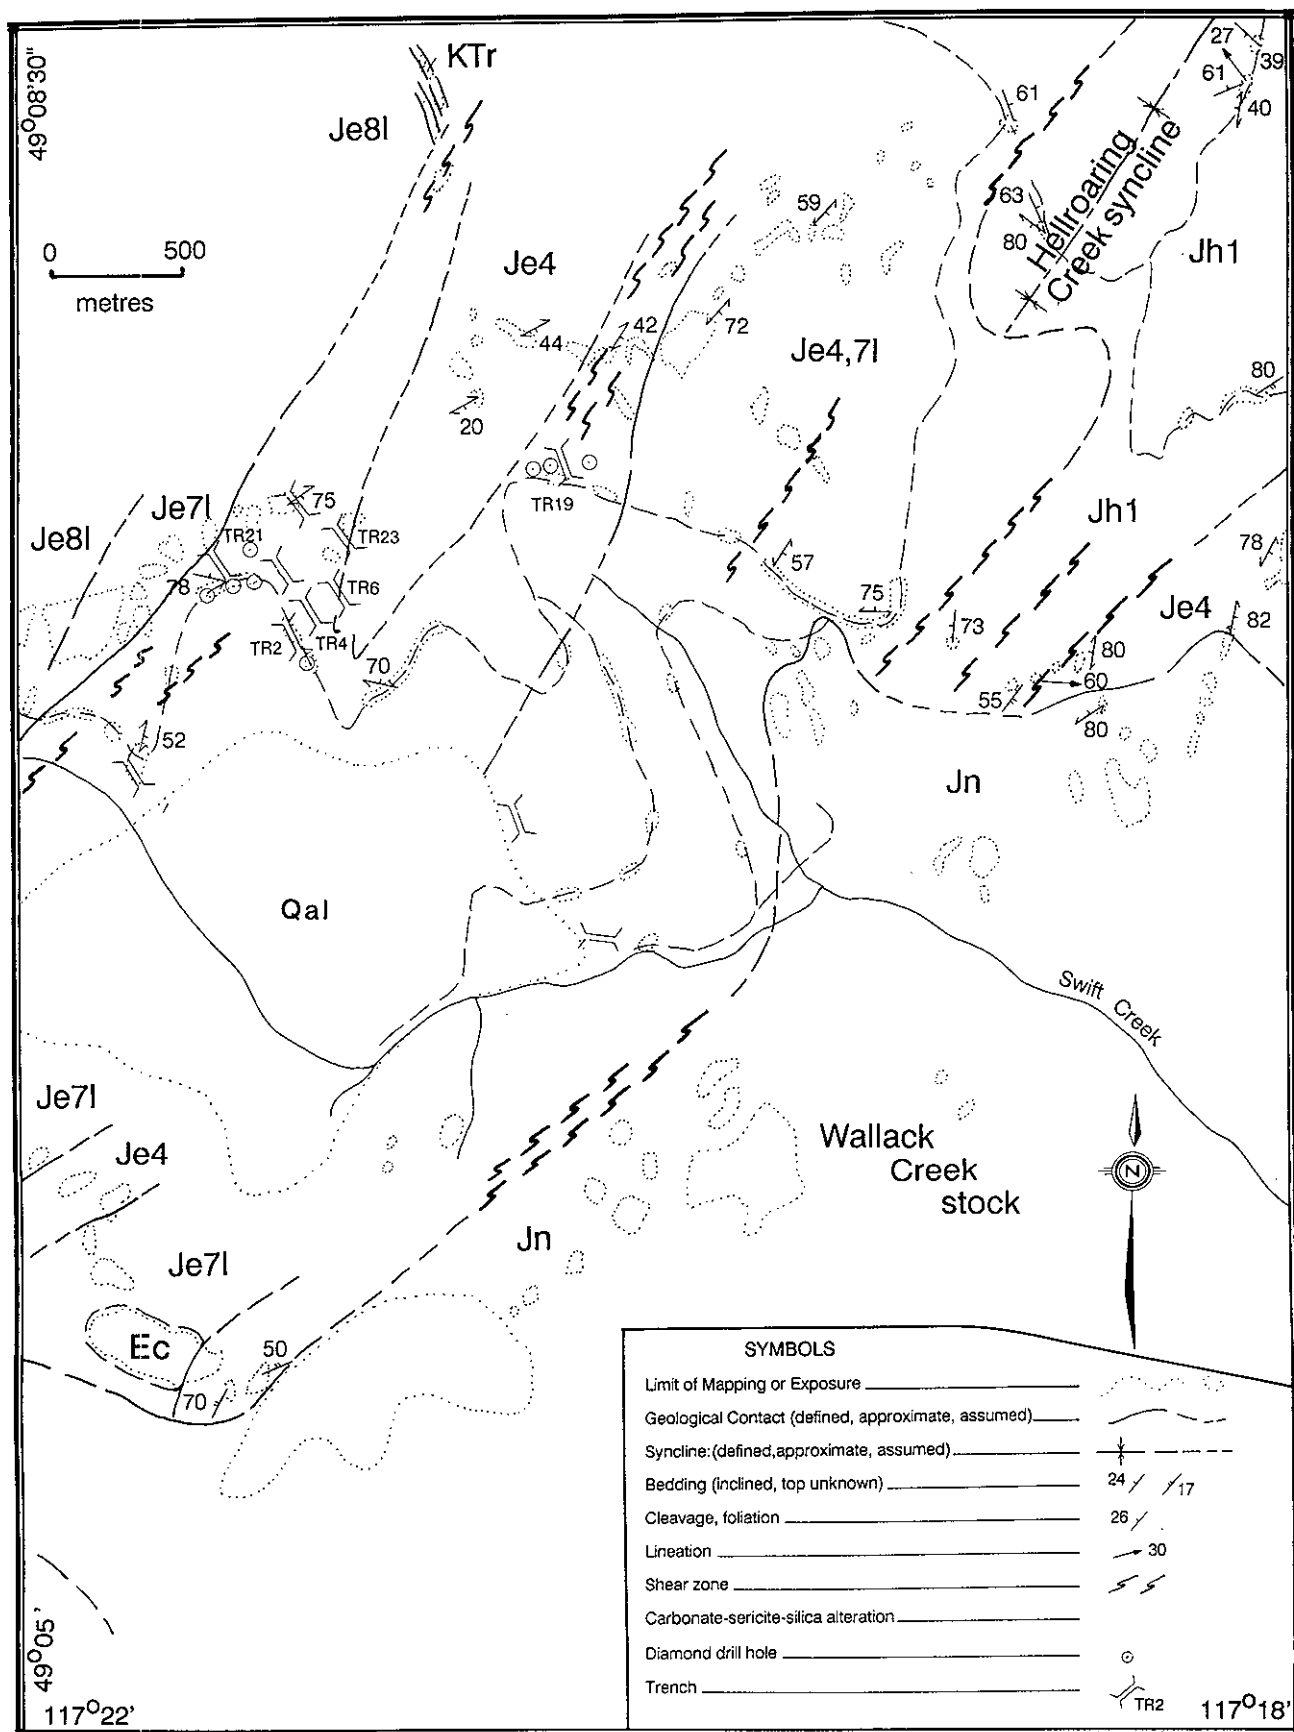 49°08'30"
KTr
Je8l
61
27
39
61
40
Hellroaring
Creek syncline
63
80
Jh1
59
0 500
metres
Je4
44
42
72
Je4,7l
20
80
TR19
75
Je7l
Je8l
TR21
TR23
78
TR6
TR2
TR4
70
52
57
75
Jh1
78
Je4
82
73
80
60
55
80
Jn
Qal
Swift Creek
Je7l
Je4
Je7l
Jn
Wallack
Creek
stock
N
Ec
50
70
SYMBOLS
Limit of Mapping or Exposure
Geological Contact (defined, approximate, assumed)
Syncline:(defined,approximate, assumed)
Bedding (inclined, top unknown) 24 17
Cleavage, foliation 26
Lineation 30
Shear zone
Carbonate-sericite-silica alteration
Diamond drill hole
Trench TR2
49°05'
117°22'
117°18'